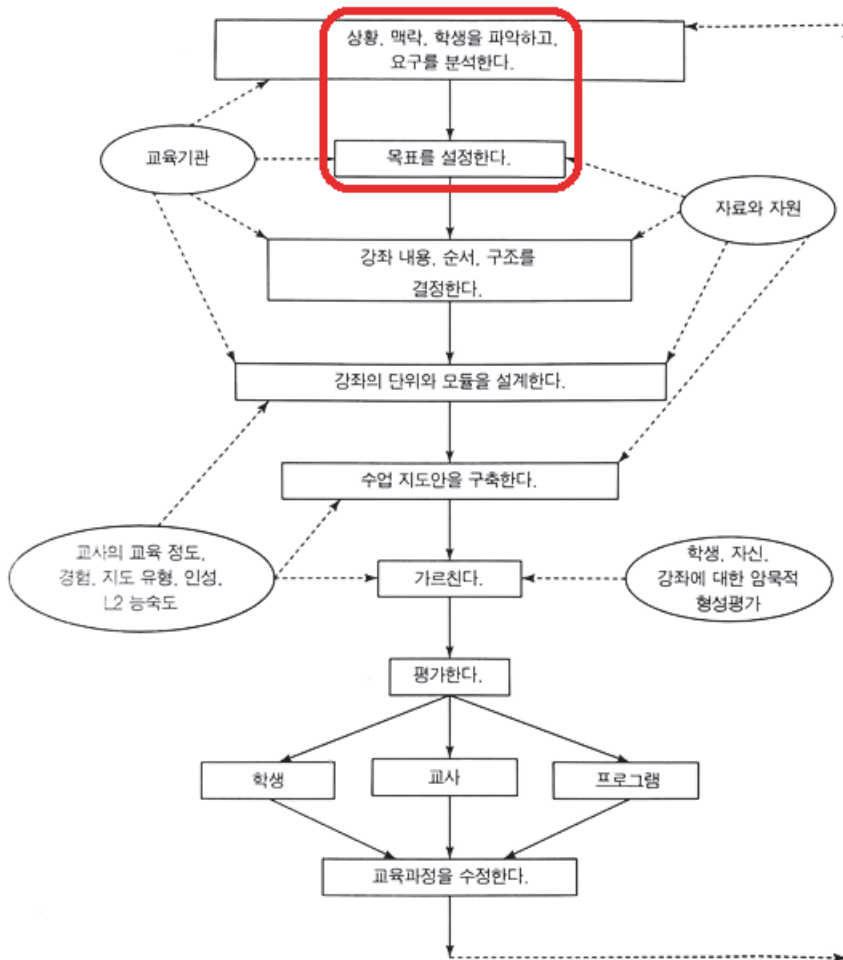 상황, 맥락, 학생을 파악하고,
요구를 분석한다.
교육기관
목표를 설정한다.
자료와 자원
강좌 내용, 순서, 구조를
결정한다.
강좌의 단위와 모듈을 설계한다.
수업 지도안을 구축한다.
교사의 교육 정도,
경험, 지도 유형, 인성,
L2 능숙도
가르친다.
학생, 자신,
강좌에 대한 암묵적
형성평가
평가한다.
학생
교사
프로그램
교육과정을 수정한다.